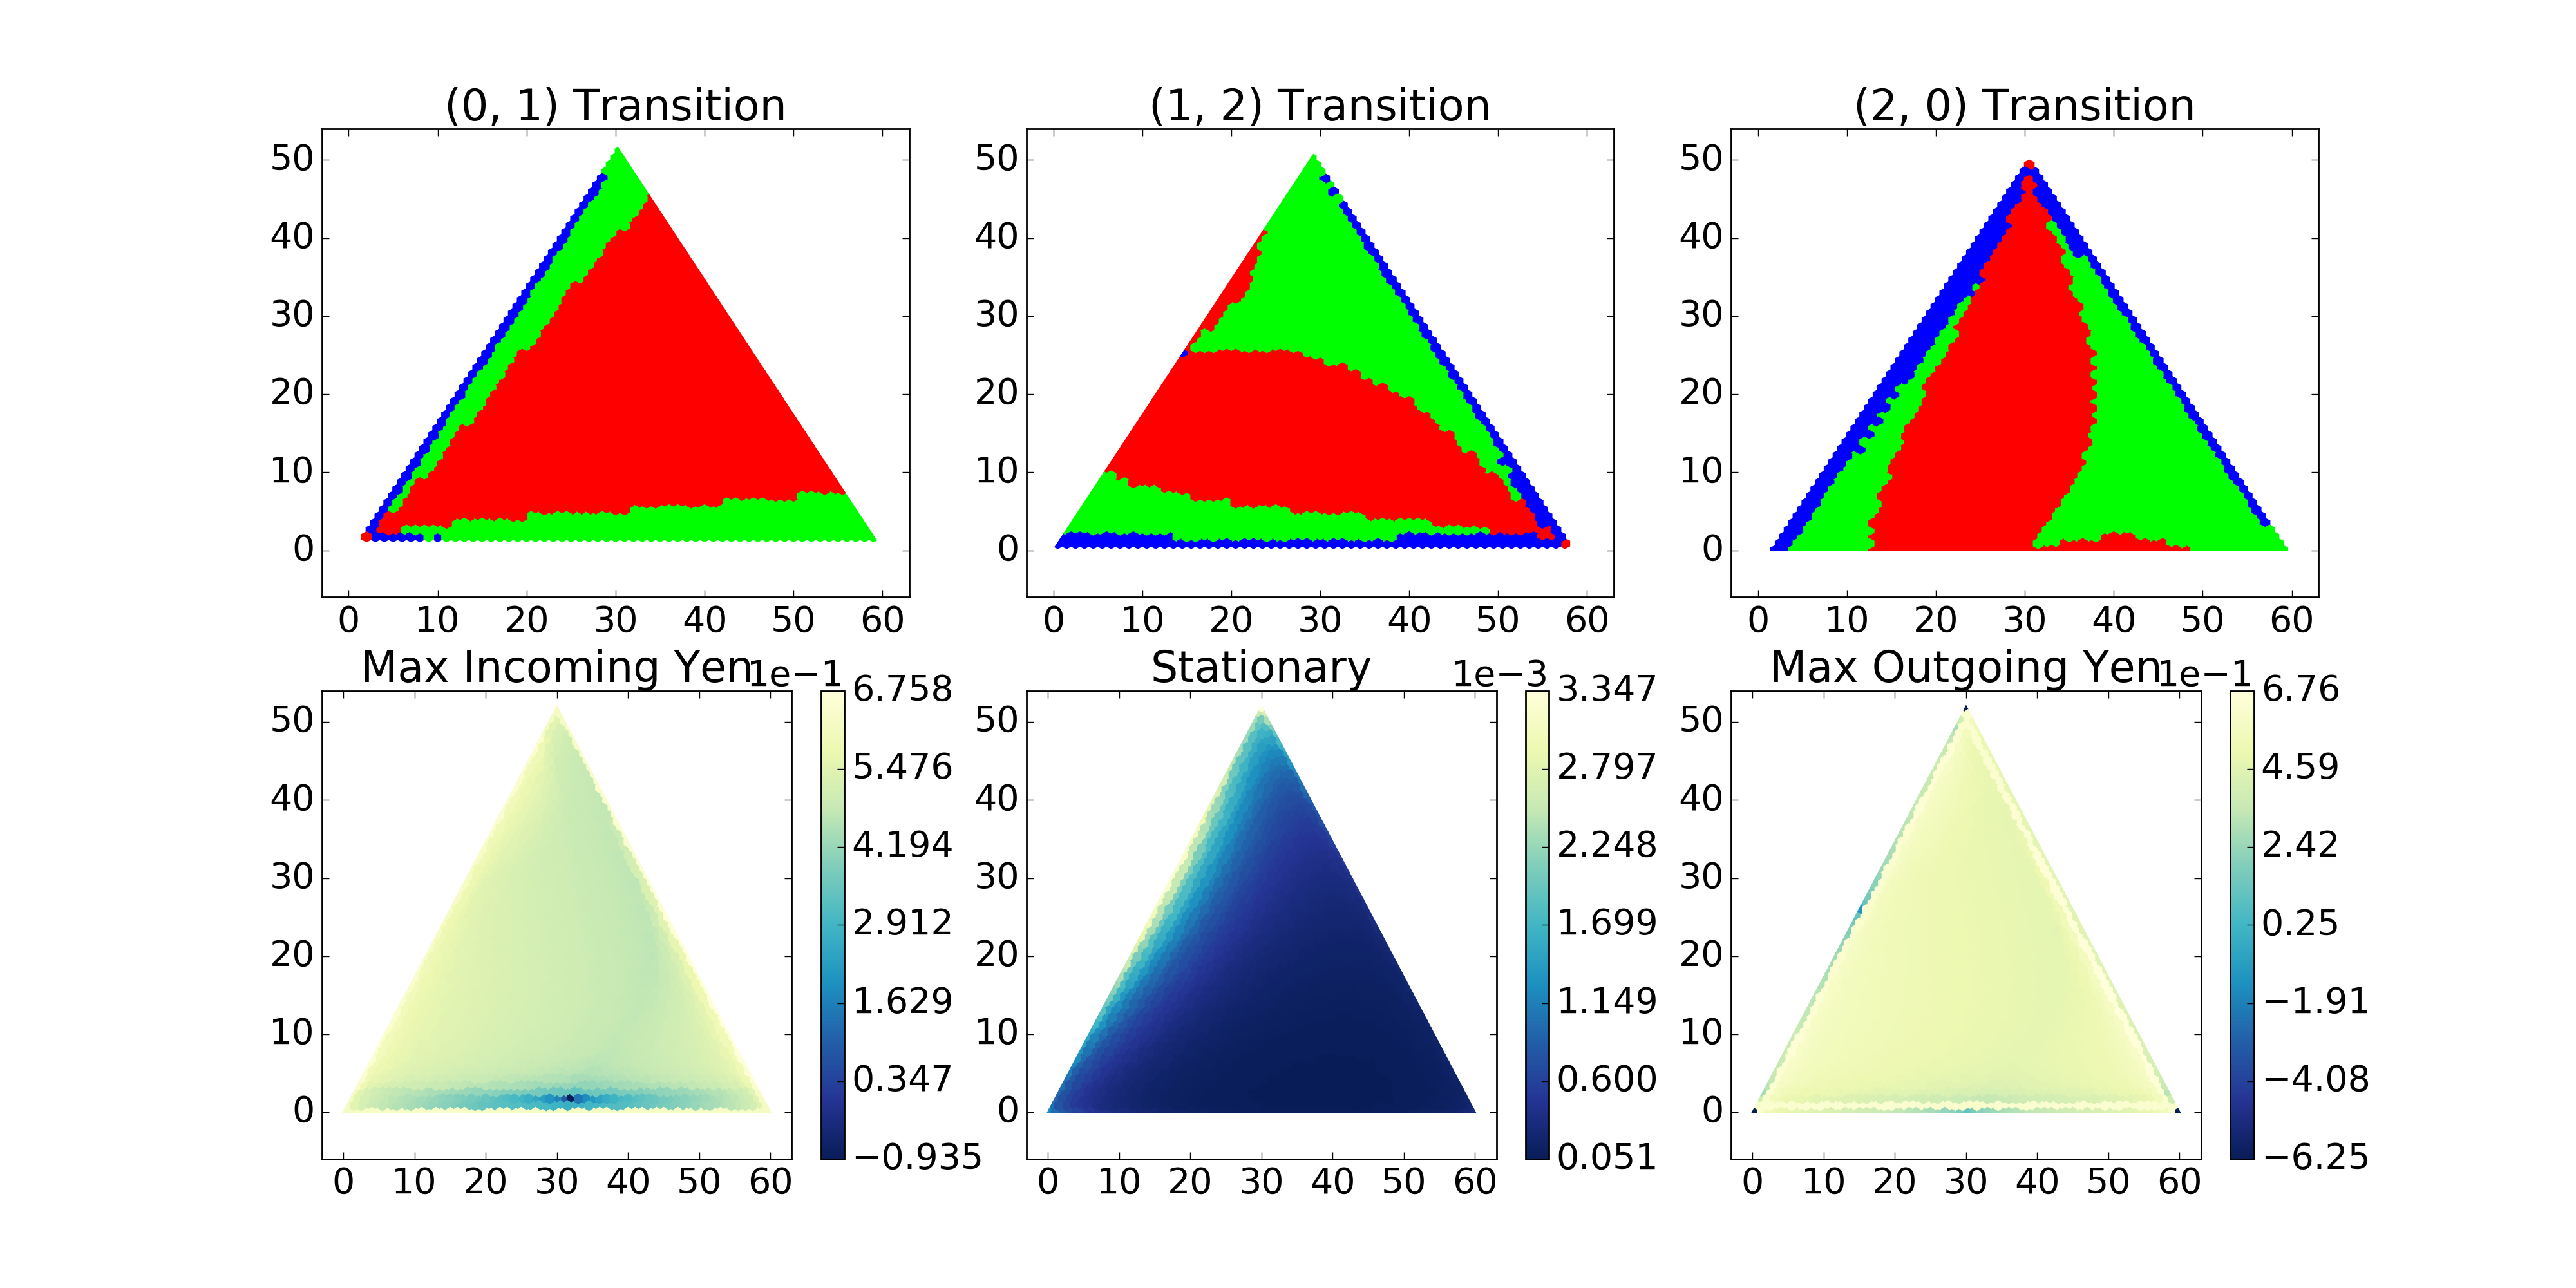 (0, 1) Transition (1, 2) Transition (2, 0) Transition
50 50 50
40 40 40
30 30 30
20 20 20
10 10 10
0 0 0
0 10 20 30 40 50 60 0 10 20 30 40 50 60 0 10 20 30 40 50 60
Max Incoming Yen 1e−1 Stationary 1e−3 Max Outgoing Yen 1e−1
6.758 3.347 6.76
50 50 50
5.476 2.797 4.59
40 40 40
4.194 2.248 2.42
30 30 30
2.912 1.699 0.25
20 20 20
1.629 1.149 −1.91
10 10 10
0.347 0.600 −4.08
0 0 0
−0.935 0.051 −6.25
0 10 20 30 40 50 60 0 10 20 30 40 50 60 0 10 20 30 40 50 60